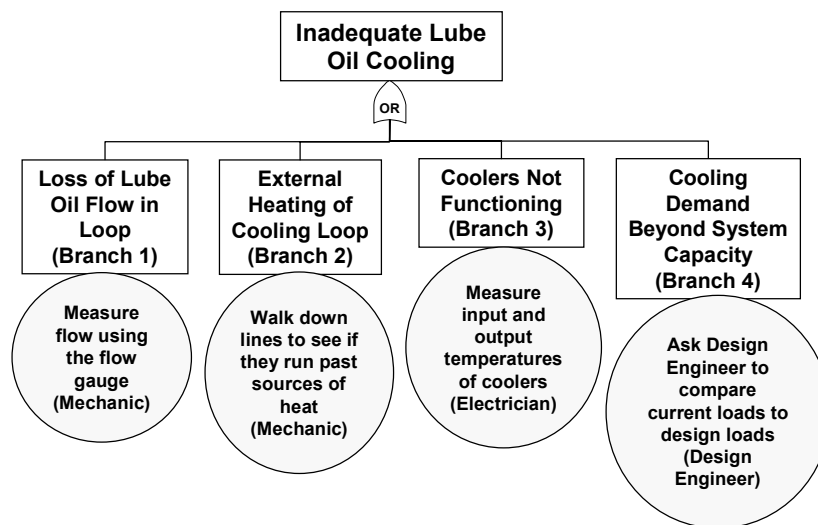 Inadequate Lube
Oil Cooling
OR
Loss of Lube
Oil Flow in
Loop
(Branch 1)
External
Heating of
Cooling Loop
(Branch 2)
Coolers Not
Functioning
(Branch 3)
Cooling
Demand
Beyond System
Capacity
(Branch 4)
Measure
flow using
the flow
gauge
(Mechanic)
Walk down
lines to see if
they run past
sources of
heat
(Mechanic)
Measure
input and
output
temperatures
of coolers
(Electrician)
Ask Design
Engineer to
compare
current loads to
design loads
(Design
Engineer)